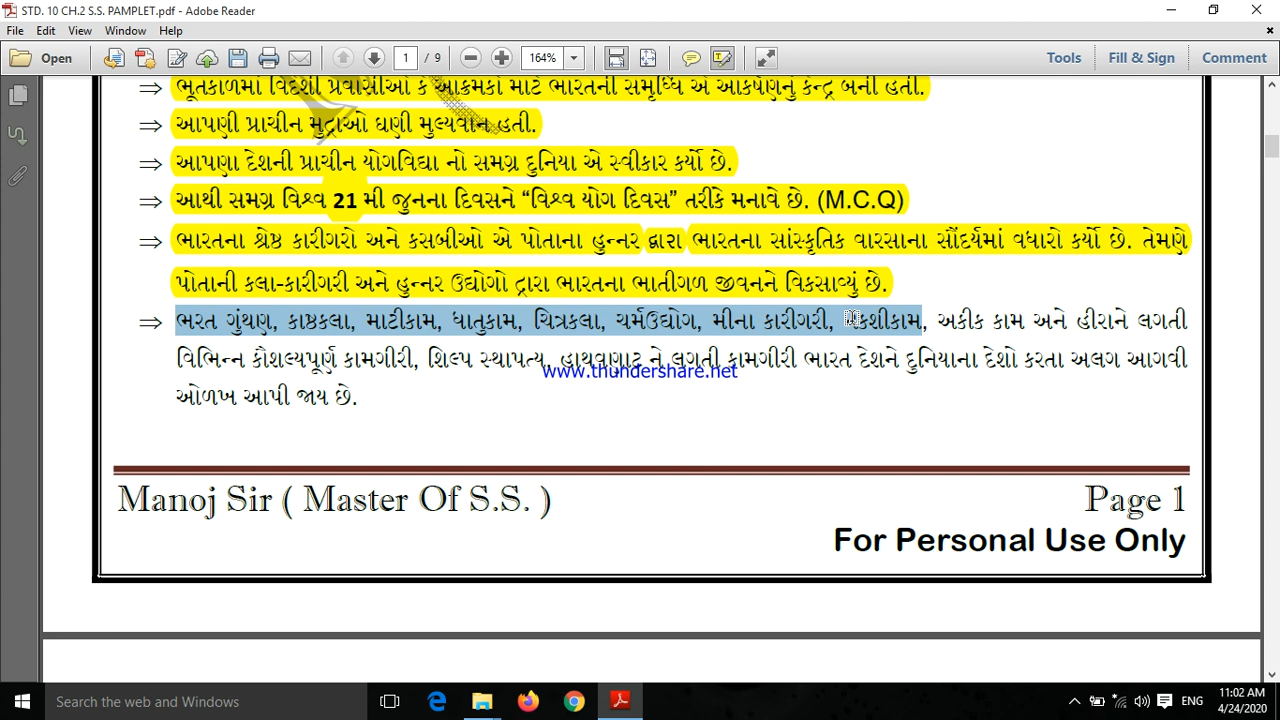 STD. 10 CH.2 S.S. PAMPLET.pdf - Adobe Reader
File Edit View Window Help
Open 1 / 9 164% Tools Fill & Sign Comment
⇒ ભૂતકાળમાં વિદેશી પ્રવાસીઓ કે આક્રમકો માટે ભારતની સમૃધ્ધિ એ આકર્ષણનું કેન્દ્ર બની હતી.
⇒ આપણી પ્રાચીન મુદ્રાઓ ઘણી મુલ્યવાન હતી.
⇒ આપણા દેશની પ્રાચીન યોગવિદ્યા નો સમગ્ર દુનિયા એ સ્વીકાર કર્યો છે.
⇒ આથી સમગ્ર વિશ્વ 21 મી જુનના દિવસને “વિશ્વ યોગ દિવસ” તરીકે મનાવે છે. (M.C.Q)
⇒ ભારતના શ્રેષ્ઠ કારીગરો અને કસબીઓ એ પોતાના હુન્નર દ્વારા ભારતના સાંસ્કૃતિક વારસાના સૌંદર્યમાં વધારો કર્યો છે. તેમણે
પોતાની કલા-કારીગરી અને હુન્નર ઉદ્યોગો દ્વારા ભારતના ભાતીગળ જીવનને વિકસાવ્યું છે.
⇒ ભરત ગુંથણ, કાષ્ઠકલા, માટીકામ, ધાતુકામ, ચિત્રકલા, ચર્મઉદ્યોગ, મીના કારીગરી, નકશીકામ, અકીક કામ અને હીરાને લગતી
વિભિન્ન કૌશલ્યપૂર્ણ કામગીરી, શિલ્પ સ્થાપત્ય, હાથવણાટ ને લગતી કામગીરી ભારત દેશને દુનિયાના દેશો કરતા અલગ આગવી
www.thundershare.net
ઓળખ આપી જાય છે.
Manoj Sir ( Master Of S.S. ) Page 1
For Personal Use Only
Search the web and Windows ENG 11:02 AM
4/24/2020